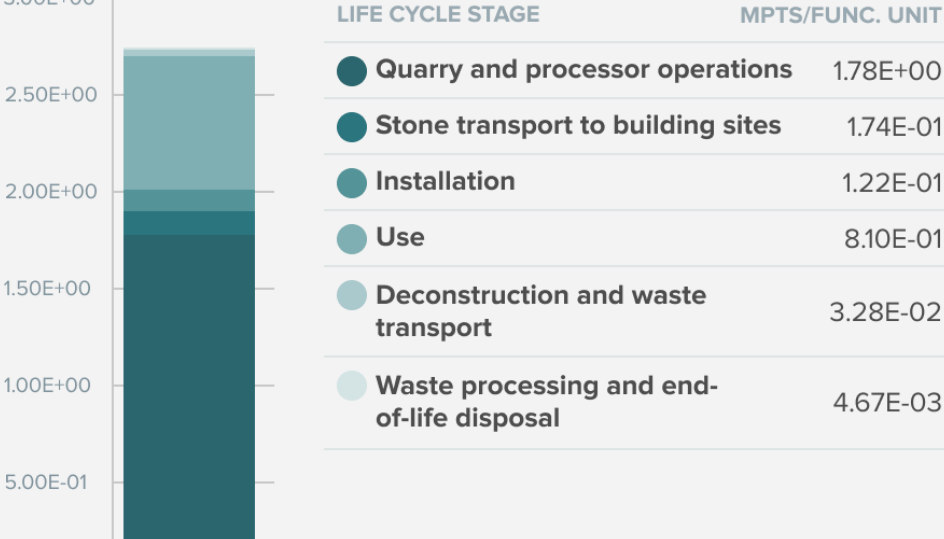 3.00E+00
2.50E+00
2.00E+00
1.50E+00
1.00E+00
5.00E-01
LIFE CYCLE STAGE MPTS/FUNC. UNIT
Quarry and processor operations 1.78E+00
Stone transport to building sites 1.74E-01
Installation 1.22E-01
Use 8.10E-01
Deconstruction and waste
transport 3.28E-02
Waste processing and end-
of-life disposal 4.67E-03